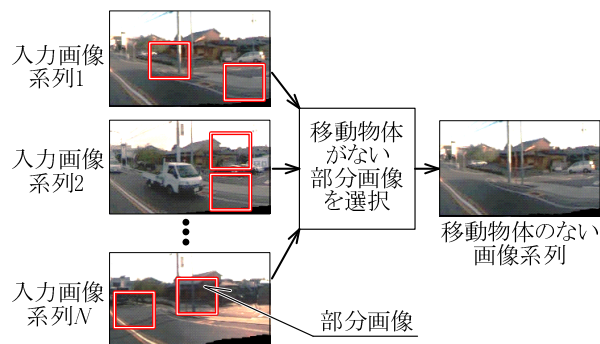 入力画像
系列1
入力画像
系列2
入力画像
系列N
移動物体
がない
部分画像
を選択
移動物体のない
画像系列
部分画像